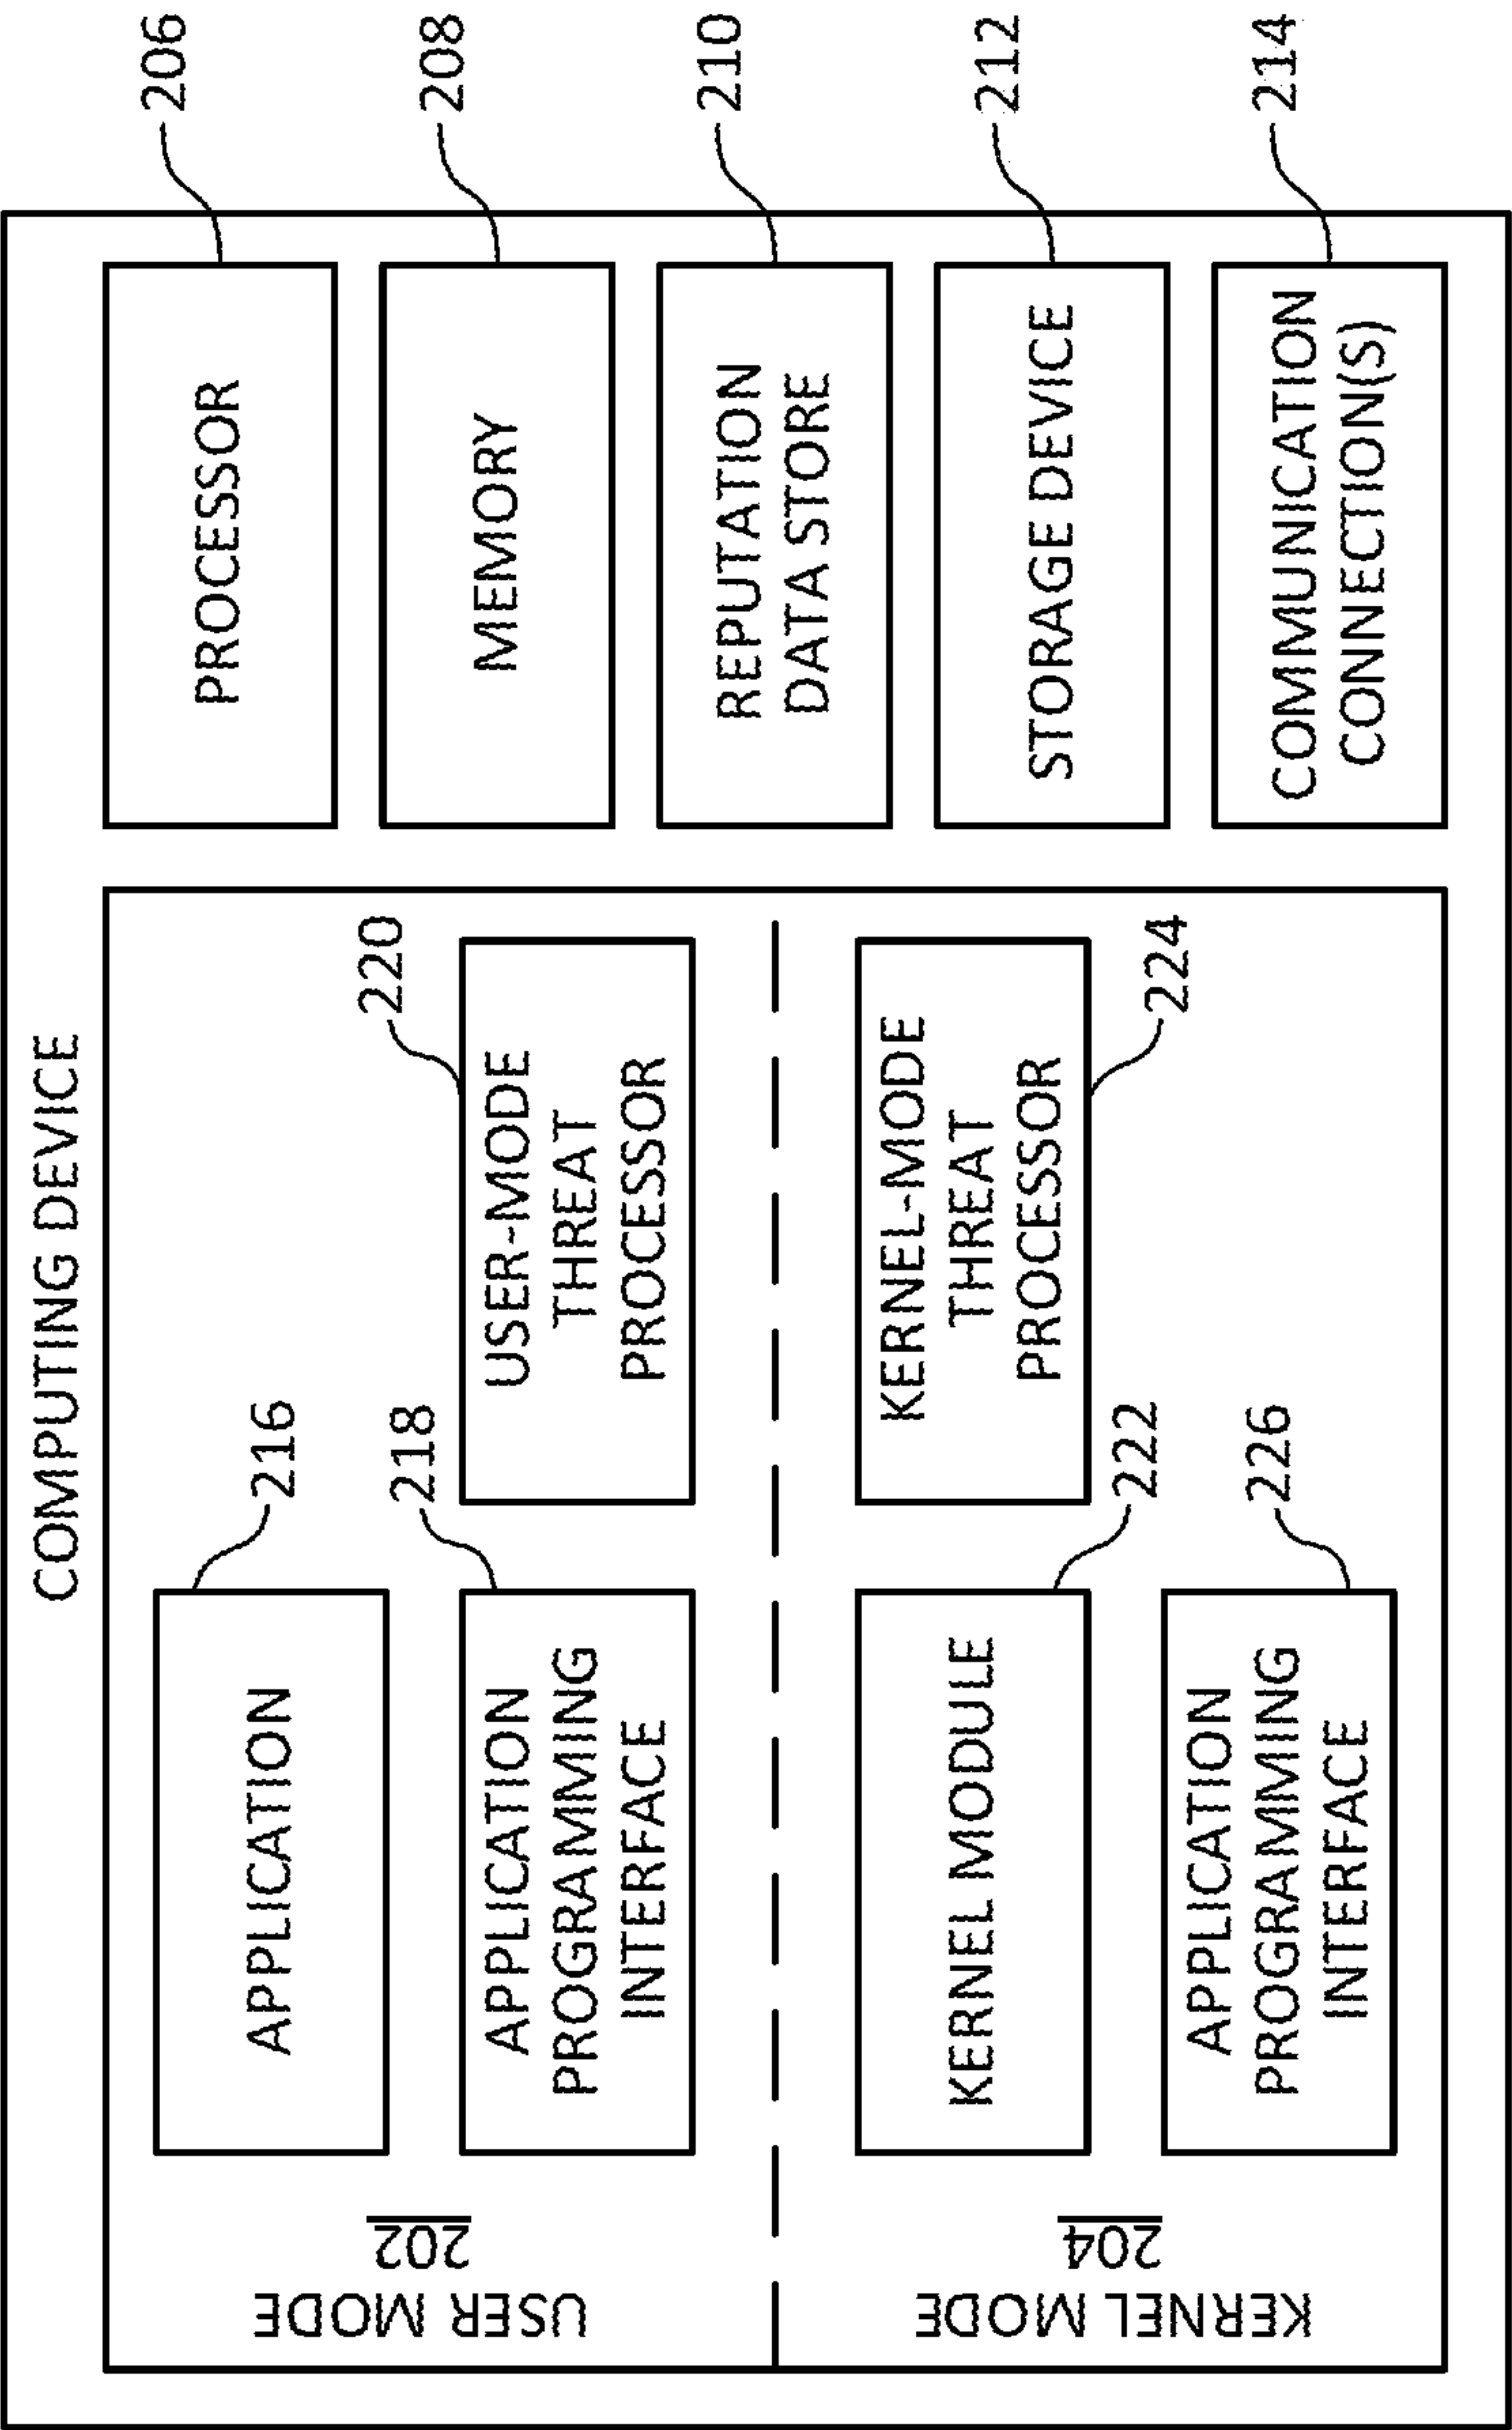 COMPUTING DEVICE
USER MODE
202
APPLICATION
216
APPLICATION
PROGRAMMING
INTERFACE
218
USER-MODE
THREAT
PROCESSOR
220
KERNEL MODE
204
KERNEL MODULE
222
KERNEL-MODE
THREAT
PROCESSOR
224
APPLICATION
PROGRAMMING
INTERFACE
226
PROCESSOR
206
MEMORY
208
REPUTATION
DATA STORE
210
STORAGE DEVICE
212
COMMUNICATION
CONNECTION(S)
214